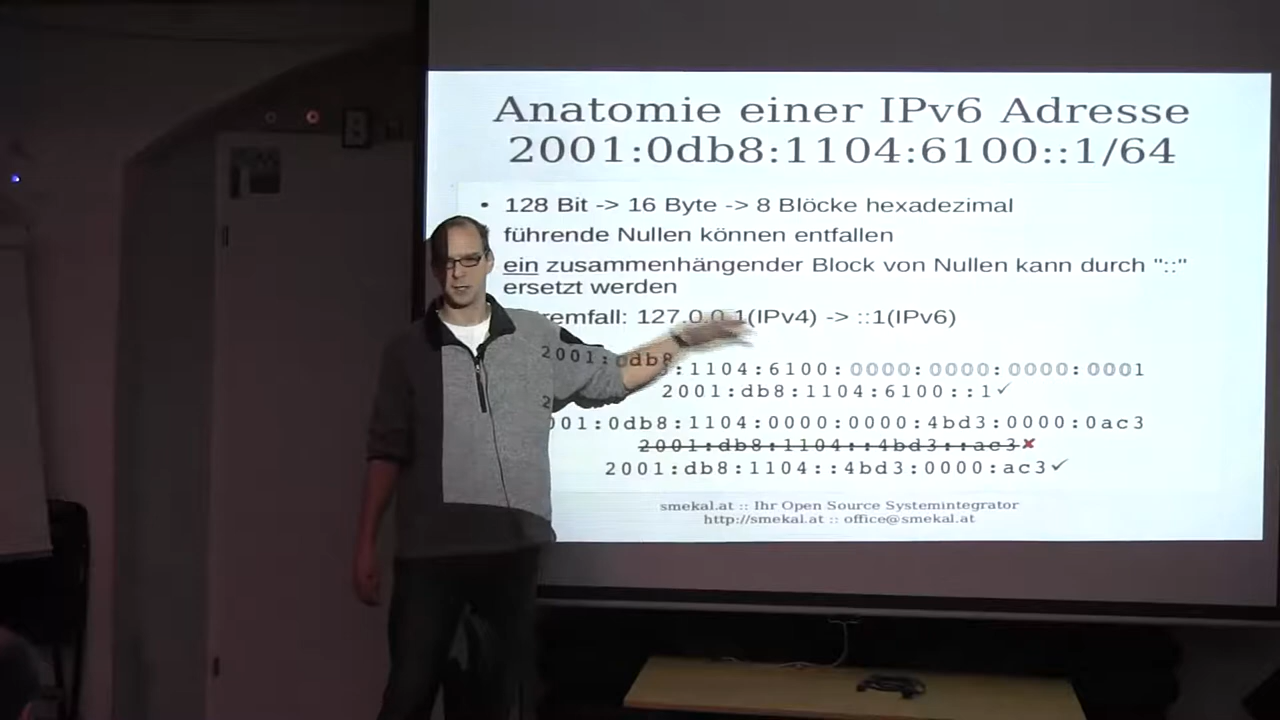 Anatomie einer IPv6 Adresse
2001:0db8:1104:6100::1/64
• 128 Bit -> 16 Byte -> 8 Blöcke hexadezimal
führende Nullen können entfallen
ein zusammenhängender Block von Nullen kann durch "::"
ersetzt werden
127.0.0.1(IPv4) -> ::1(IPv6)
2001:0db8:1104:6100:0000:0000:0000:0001
2001:db8:1104:6100::1✓
001:0db8:1104:0000:0000:4bd3:0000:0ac3
2001:db8:1104::4bd3::ac3✗
2001:db8:1104::4bd3:0000:ac3✓
smekal.at :: Ihr Open Source Systemintegrator
http://smekal.at :: office@smekal.at